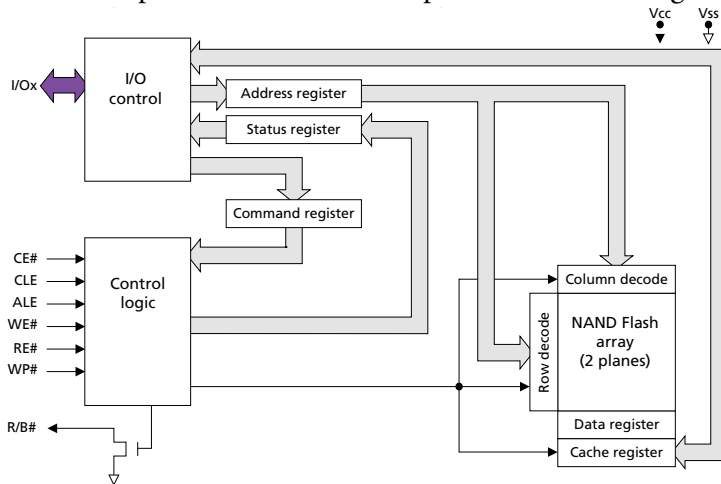 Vcc
Vss
I/Ox
I/O
control
Address register
Status register
Command register
CE#
CLE
ALE
WE#
RE#
WP#
Control
logic
Column decode
Row decode
NAND Flash
array
(2 planes)
Data register
Cache register
R/B#